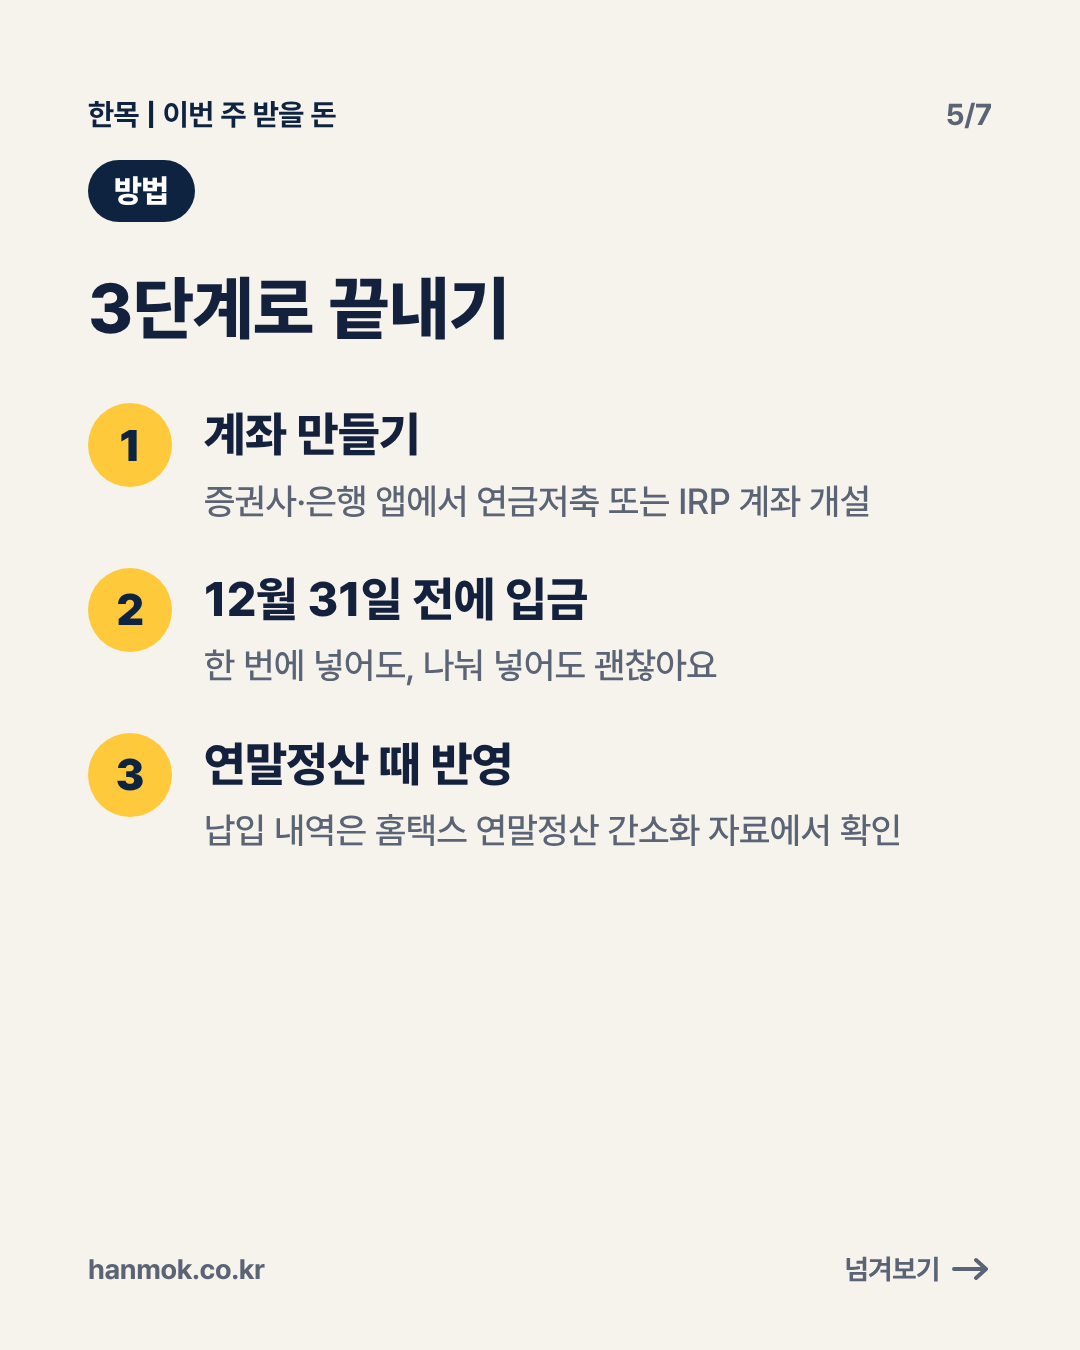 한목 | 이번 주 받을 돈
5/7
방법
3단계로 끝내기
1
계좌 만들기
증권사·은행 앱에서 연금저축 또는 IRP 계좌 개설
2
12월 31일 전에 입금
한 번에 넣어도, 나눠 넣어도 괜찮아요
3
연말정산 때 반영
납입 내역은 홈택스 연말정산 간소화 자료에서 확인
hanmok.co.kr
넘겨보기 →